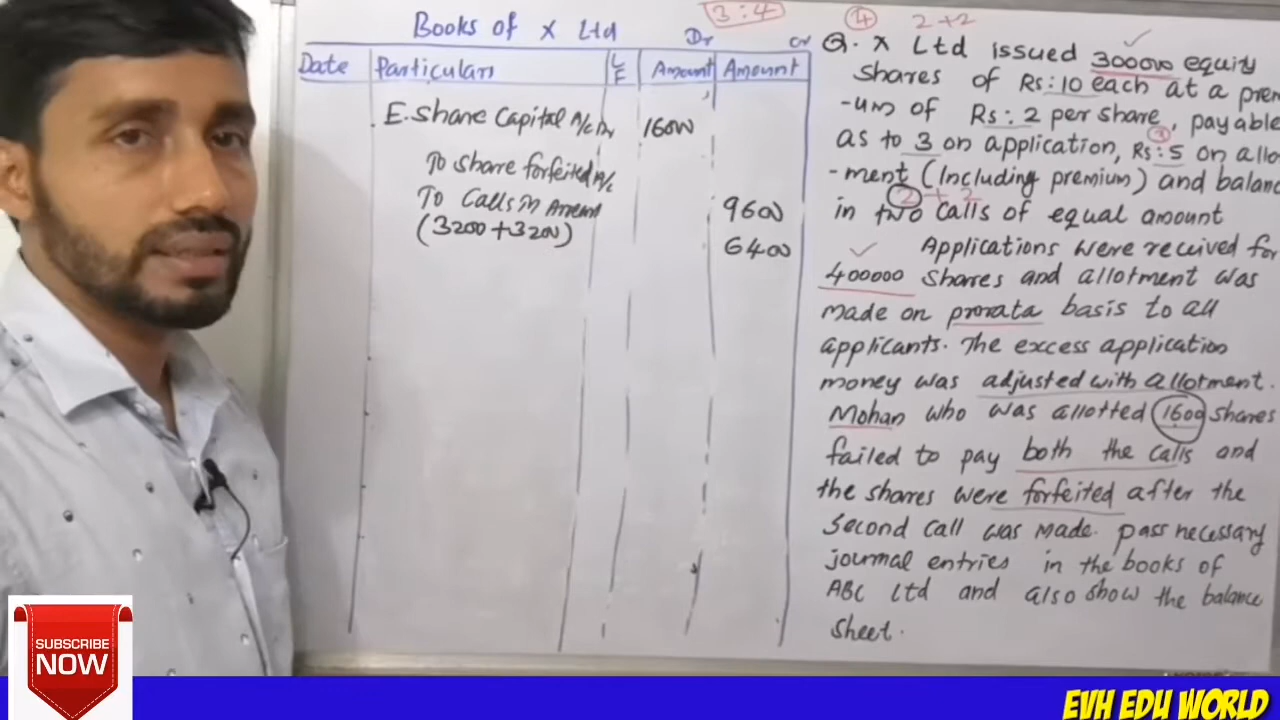 Books of X Ltd
3:4
Dr
Cr
Date Particulars L F Amount Amount
E. Share Capital A/c Dr 16000
To share forfeited A/c
To Calls in Arrear 9600
(3200+3200) 6400
4 2+2
Q. X Ltd issued 300000 equity
shares of Rs:10 each at a prem
-um of Rs:2 per share, payable
3
as to 3 on application, Rs:5 on allo
-ment (Including premium) and balance
2+2
in two calls of equal amount
Applications were received for
400000 shares and allotment was
made on prorata basis to all
applicants. The excess application
money was adjusted with allotment.
Mohan who was allotted 1600 shares
failed to pay both the calls and
the shares were forfeited after the
second call was made. pass necessary
journal entries in the books of
ABC Ltd and also show the balance
sheet.
SUBSCRIBE
NOW
EVH EDU WORLD